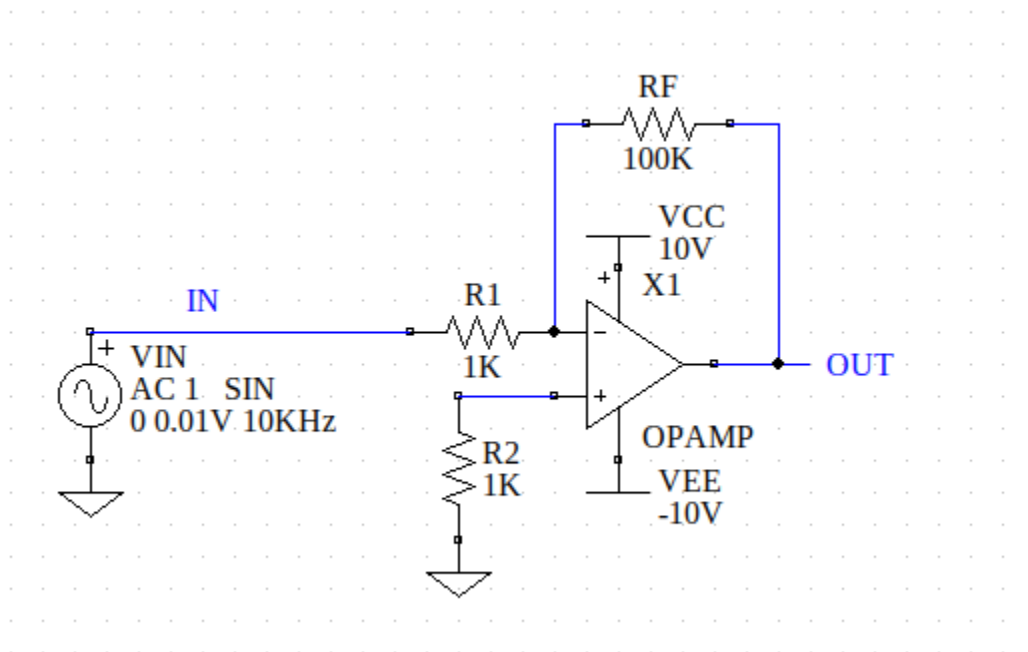 RF
100K
VCC
10V
+
X1
IN
R1
1K
−
+
OUT
+
VIN
AC 1 SIN
0 0.01V 10KHz
R2
1K
OPAMP
VEE
-10V